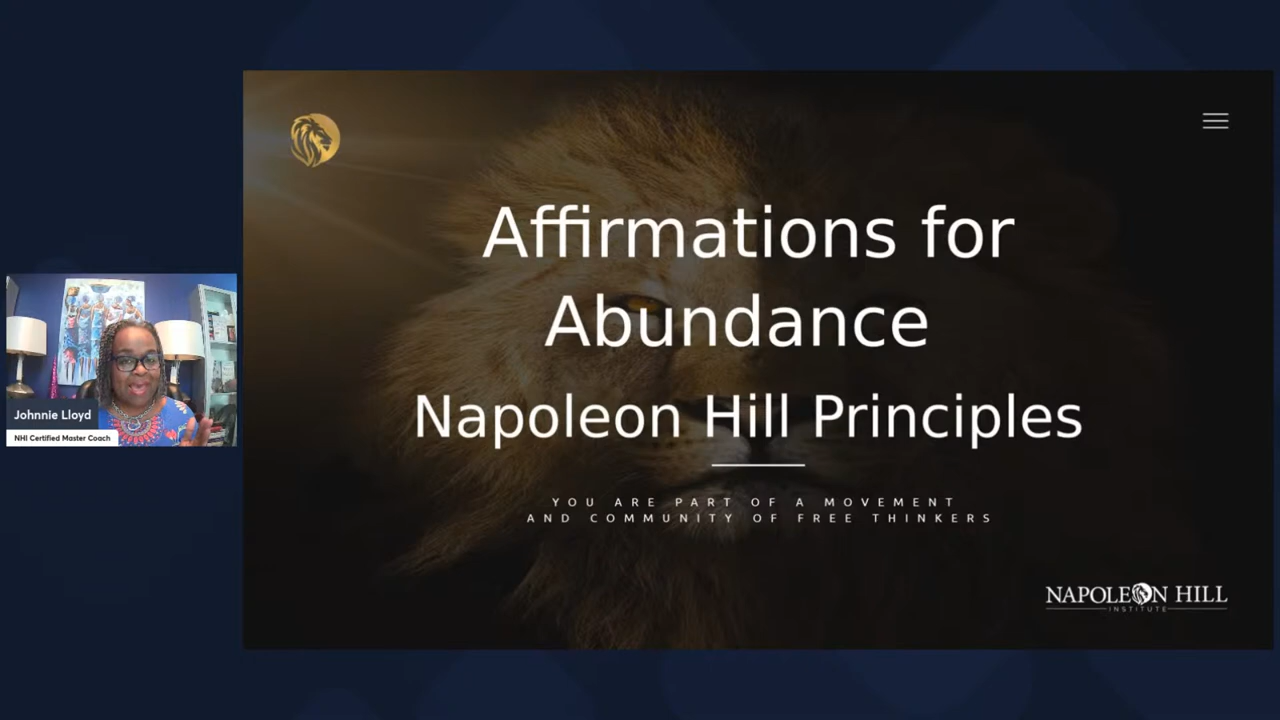 Affirmations for
Abundance
Napoleon Hill Principles
YOU ARE PART OF A MOVEMENT
AND COMMUNITY OF FREE THINKERS
NAPOLEON HILL
INSTITUTE
Johnnie Lloyd
NHI Certified Master Coach